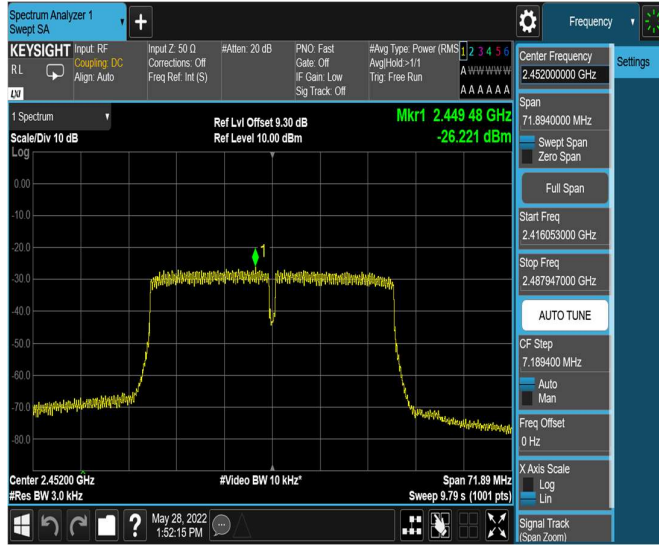 Spectrum Analyzer 1
Swept SA
Frequency
KEYSIGHT
R L
LXI
Input: RF
Coupling: DC
Align: Auto
Input Z: 50 Ω
Corrections: Off
Freq Ref: Int (S)
#Atten: 20 dB
PNO: Fast
Gate: Off
IF Gain: Low
Sig Track: Off
#Avg Type: Power (RMS
Avg|Hold:>1/1
Trig: Free Run
1 2 3 4 5 6
A W W W W W
A A A A A A
1 Spectrum
Scale/Div 10 dB
Log
Ref Lvl Offset 9.30 dB
Ref Level 10.00 dBm
Mkr1 2.449 48 GHz
-26.221 dBm
1
0.00
-10.0
-20.0
-30.0
-40.0
-50.0
-60.0
-70.0
-80.0
Center 2.45200 GHz
#Res BW 3.0 kHz
#Video BW 10 kHz*
Span 71.89 MHz
Sweep 9.79 s (1001 pts)
May 28, 2022
1:52:15 PM
Settings
Center Frequency
2.452000000 GHz
Span
71.8940000 MHz
Swept Span
Zero Span
Full Span
Start Freq
2.416053000 GHz
Stop Freq
2.487947000 GHz
AUTO TUNE
CF Step
7.189400 MHz
Auto
Man
Freq Offset
0 Hz
X Axis Scale
Log
Lin
Signal Track
(Span Zoom)